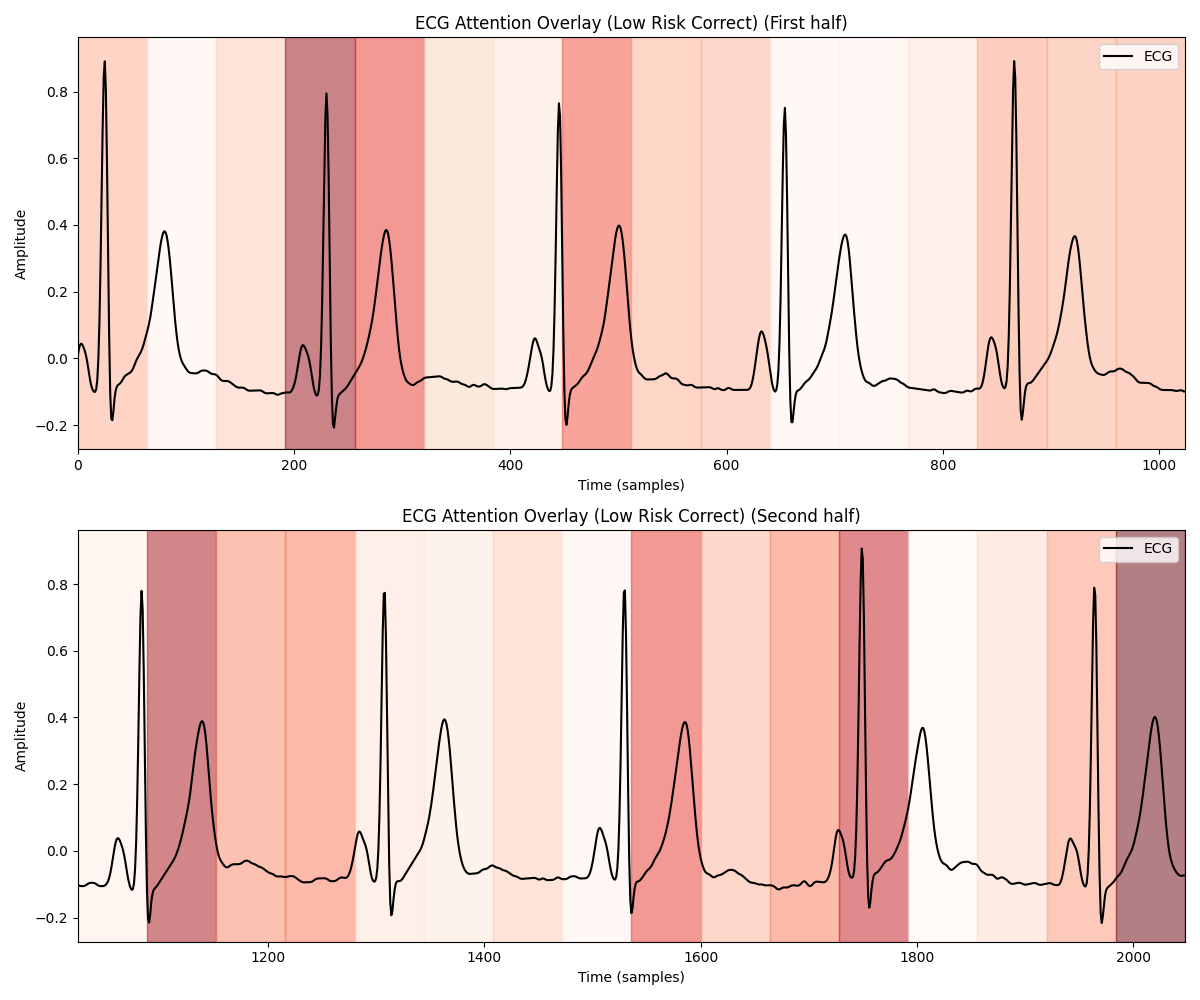 ECG Attention Overlay (Low Risk Correct) (First half)
ECG
Amplitude
0.8
0.6
0.4
0.2
0.0
−0.2
0 200 400 600 800 1000
Time (samples)
ECG Attention Overlay (Low Risk Correct) (Second half)
ECG
Amplitude
0.8
0.6
0.4
0.2
0.0
−0.2
1200 1400 1600 1800 2000
Time (samples)